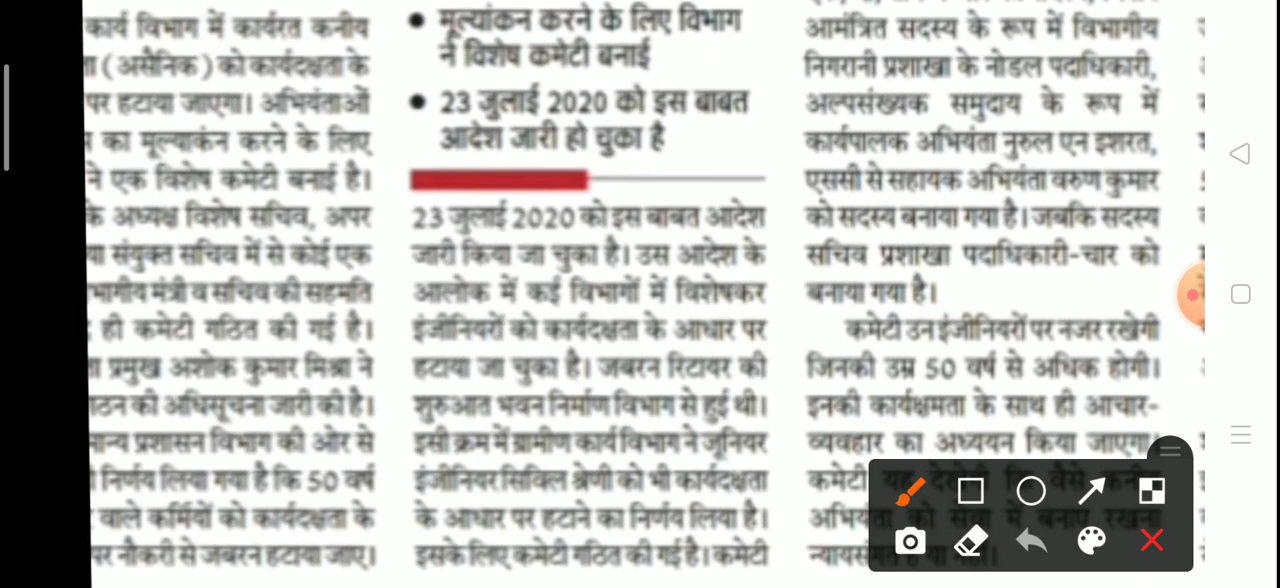 कार्य विभाग में कार्यरत कनीय
(असैनिक) को कार्यदक्षता के
पर हटाया जाएगा। अभियंताओं
का मूल्याकंन करने के लिए
ने एक विशेष कमेटी बनाई है।
के अध्यक्ष विशेष सचिव, अपर
या संयुक्त सचिव में से कोई एक
मंत्री व सचिव की सहमति
ही कमेटी गठित की गई है।
प्रमुख अशोक कुमार मिश्रा ने
की अधिसूचना जारी की है।
प्रशासन विभाग की ओर से
निर्णय लिया गया है कि 50 वर्ष
वाले कर्मियों को कार्यदक्षता के
पर नौकरी से जबरन हटाया जाए।
● मूल्यांकन करने के लिए विभाग
ने विशेष कमेटी बनाई
● 23 जुलाई 2020 को इस बाबत
आदेश जारी हो चुका है
23 जुलाई 2020 को इस बाबत आदेश
जारी किया जा चुका है। उस आदेश के
आलोक में कई विभागों में विशेषकर
इंजीनियरों को कार्यदक्षता के आधार पर
हटाया जा चुका है। जबरन रिटायर की
शुरुआत भवन निर्माण विभाग से हुई थी।
इसी क्रम में ग्रामीण कार्य विभाग ने जूनियर
इंजीनियर सिविल श्रेणी को भी कार्यदक्षता
के आधार पर हटाने का निर्णय लिया है।
इसके लिए कमेटी गठित की गई है। कमेटी
आमंत्रित सदस्य के रूप में विभागीय
निगरानी प्रशाखा के नोडल पदाधिकारी,
अल्पसंख्यक समुदाय के रूप में
कार्यपालक अभियंता नुरुल एन इशरत,
एससी से सहायक अभियंता वरुण कुमार
को सदस्य बनाया गया है। जबकि सदस्य
सचिव प्रशाखा पदाधिकारी-चार को
बनाया गया है।
कमेटी उन इंजीनियरों पर नजर रखेगी
जिनकी उम्र 50 वर्ष से अधिक होगी।
इनकी कार्यक्षमता के साथ ही आचार-
व्यवहार का अध्ययन किया जाएगा।
कमेटी यह देखेगी कि वैसे कनीय
अभियंता को सेवा में बनाए रखना
न्यायसंगत है या नहीं।